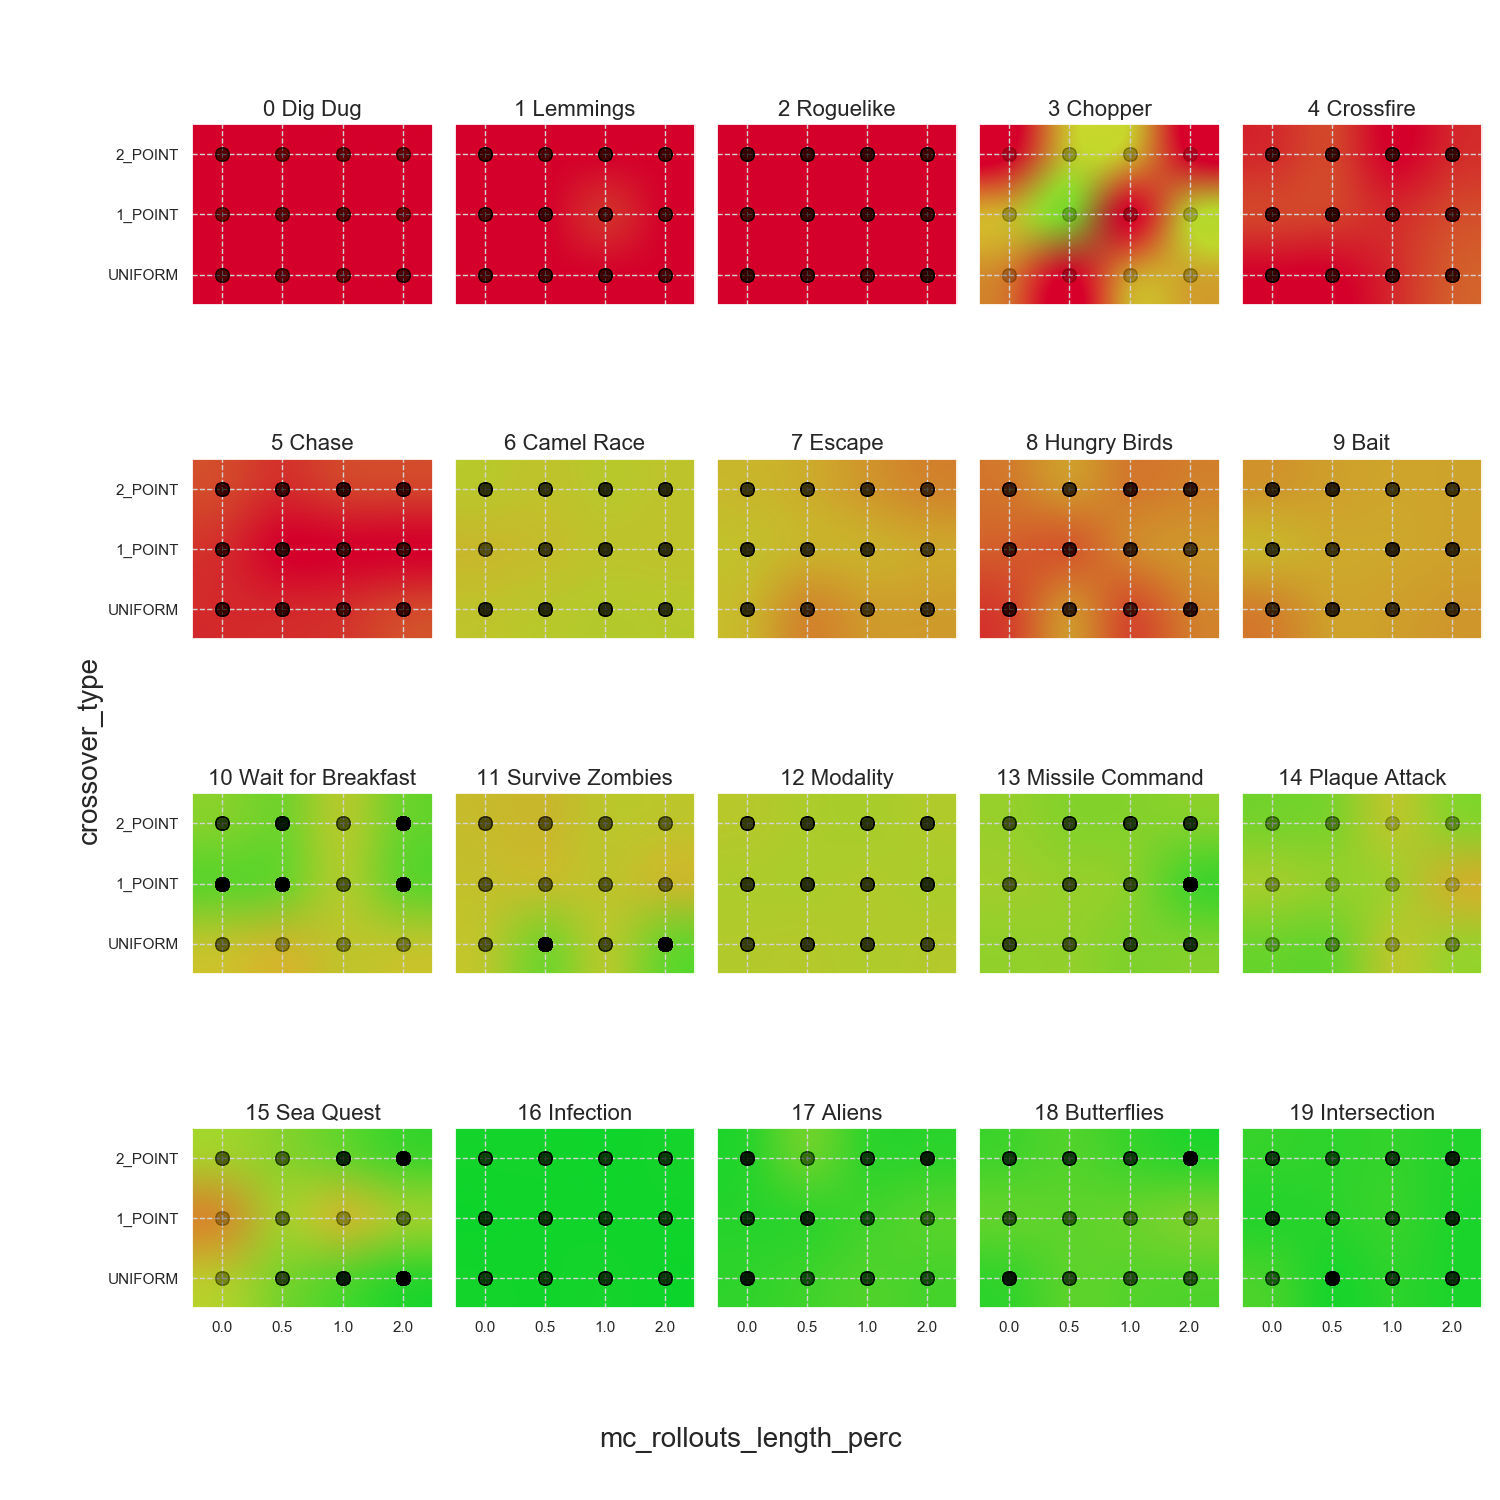 0 Dig Dug
1 Lemmings
2 Roguelike
3 Chopper
4 Crossfire
2_POINT
1_POINT
UNIFORM
5 Chase
6 Camel Race
7 Escape
8 Hungry Birds
9 Bait
2_POINT
1_POINT
UNIFORM
crossover_type
10 Wait for Breakfast
11 Survive Zombies
12 Modality
13 Missile Command
14 Plaque Attack
2_POINT
1_POINT
UNIFORM
15 Sea Quest
16 Infection
17 Aliens
18 Butterflies
19 Intersection
2_POINT
1_POINT
UNIFORM
0.0 0.5 1.0 2.0
0.0 0.5 1.0 2.0
0.0 0.5 1.0 2.0
0.0 0.5 1.0 2.0
0.0 0.5 1.0 2.0
mc_rollouts_length_perc